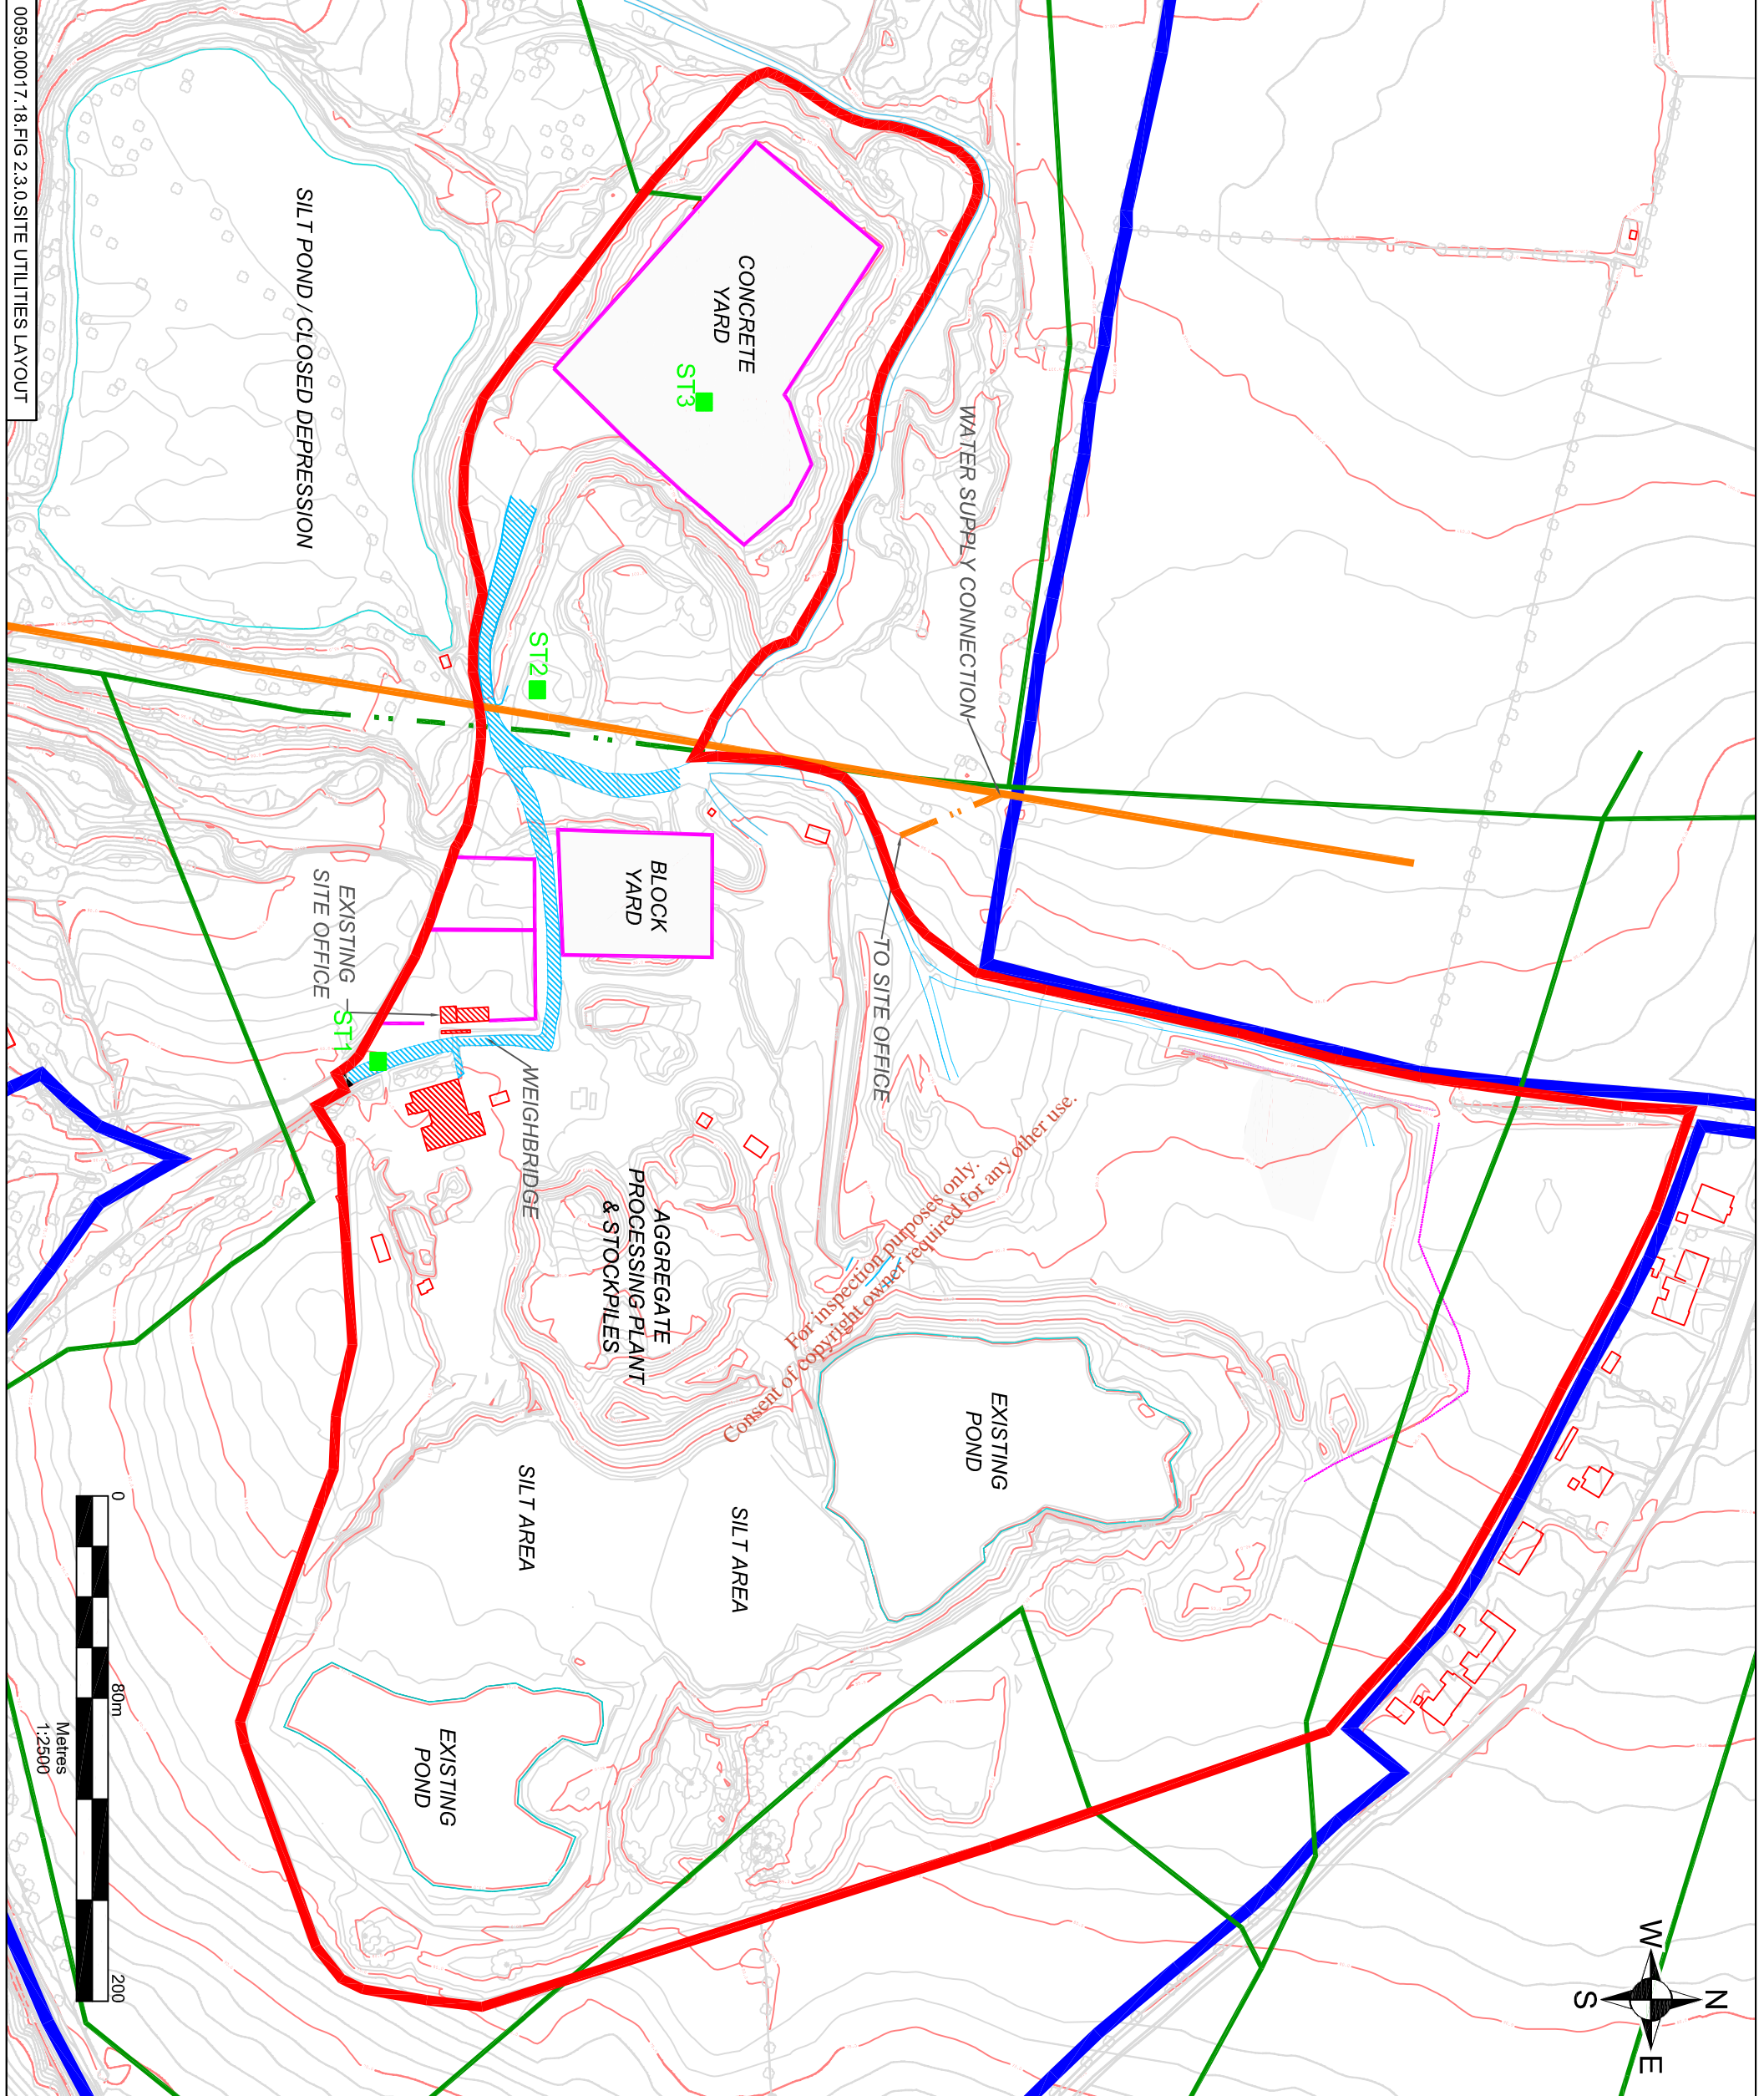 0059.00017.18.FIG 2.3.0.SITE UTILITIES LAYOUT
SILT POND / CLOSED DEPRESSION
CONCRETE
YARD
ST3
WATER SUPPLY CONNECTION
ST2
BLOCK
YARD
EXISTING
SITE OFFICE
ST1
TO SITE OFFICE
WEIGHBRIDGE
AGGREGATE
PROCESSING PLANT
& STOCKPILES
For inspection purposes only.
Consent of copyright owner required for any other use.
EXISTING
POND
SILT AREA
SILT AREA
EXISTING
POND
0
80m
200
Metres
1:2500
N
W
E
S